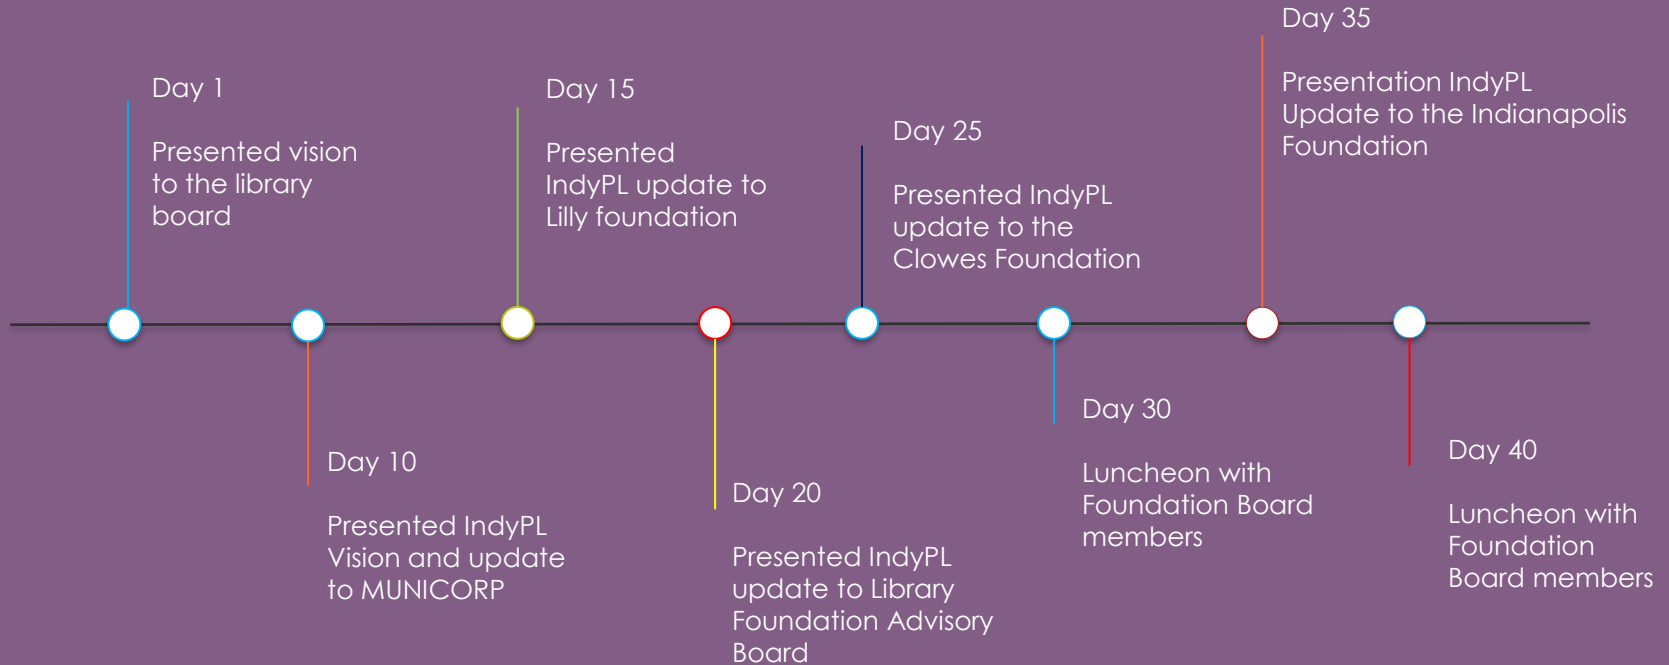 Day 1
Presented vision
to the library
board
Day 10
Presented IndyPL
Vision and update
to MUNICORP
Day 15
Presented
IndyPL update to
Lilly foundation
Day 20
Presented IndyPL
update to Library
Foundation Advisory
Board
Day 25
Presented IndyPL
update to the
Clowes Foundation
Day 30
Luncheon with
Foundation Board
members
Day 35
Presentation IndyPL
Update to the Indianapolis
Foundation
Day 40
Luncheon with
Foundation
Board members